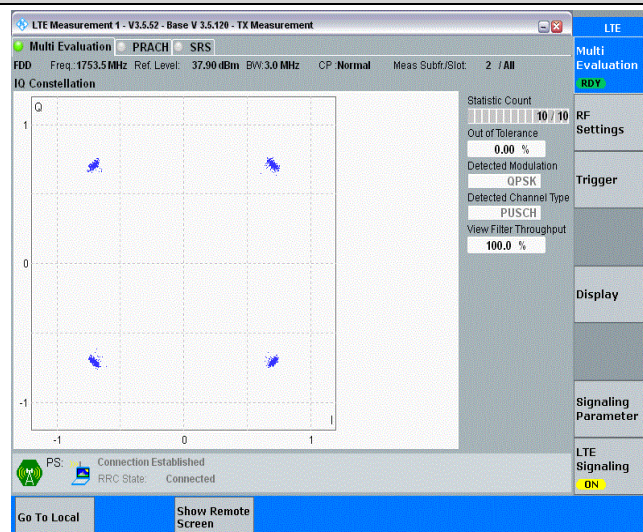 LTE Measurement 1 - V3.5.52 - Base V 3.5.120 - TX Measurement
LTE
Multi Evaluation PRACH SRS
FDD Freq.:1753.5 MHz Ref. Level: 37.90 dBm BW:3.0 MHz CP :Normal Meas Subfr./Slot: 2 / All
IQ Constellation
Multi
Evaluation
RDY
RF
Settings
Trigger
Display
Signaling
Parameter
LTE
Signaling
ON
Q
1
0
-1
-1 0 1
I
Statistic Count
10 / 10
Out of Tolerance
0.00 %
Detected Modulation
QPSK
Detected Channel Type
PUSCH
View Filter Throughput
100.0 %
PS: Connection Established
RRC State: Connected
Go To Local
Show Remote
Screen